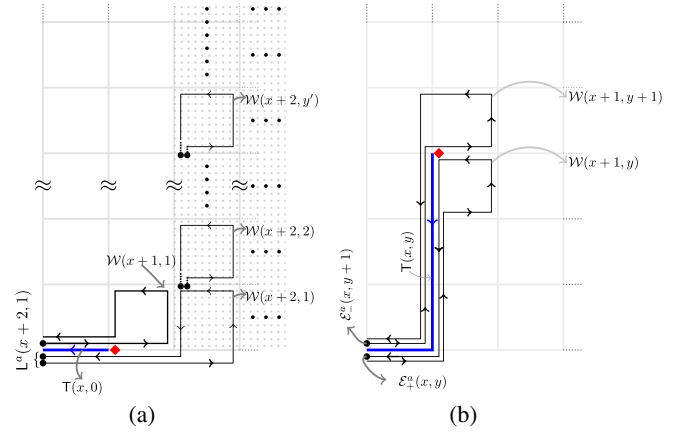 𝒲(x+2, y′)
𝒲(x+2, 2)
𝒲(x+1, 1)
𝒲(x+2, 1)
Lᵃ(x+2, 1)
T(x, 0)
(a)
𝒲(x+1, y+1)
𝒲(x+1, y)
T(x, y)
ℰᵃ₋(x, y+1)
ℰᵃ₊(x, y)
(b)